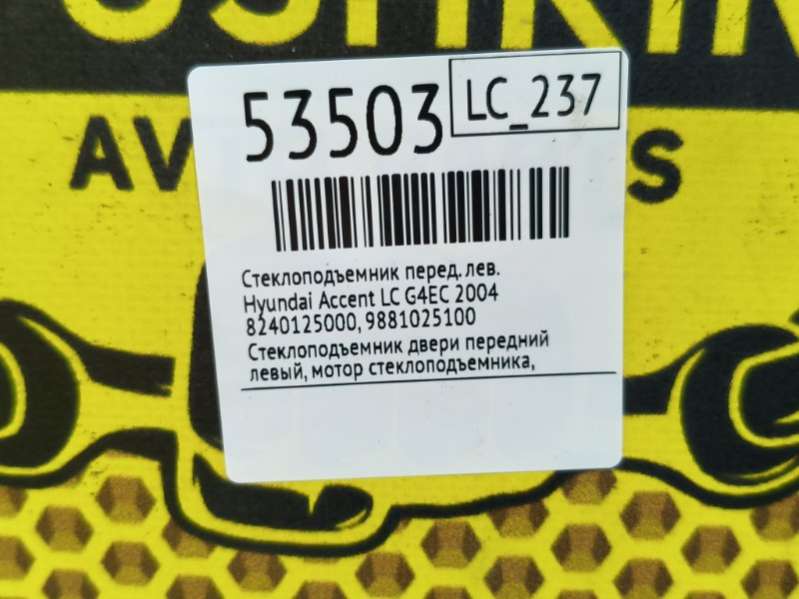 53503
LC_237
Стеклоподъемник перед. лев.
Hyundai Accent LC G4EC 2004
8240125000, 9881025100
Стеклоподъемник двери передний
левый, мотор стеклоподъемника,